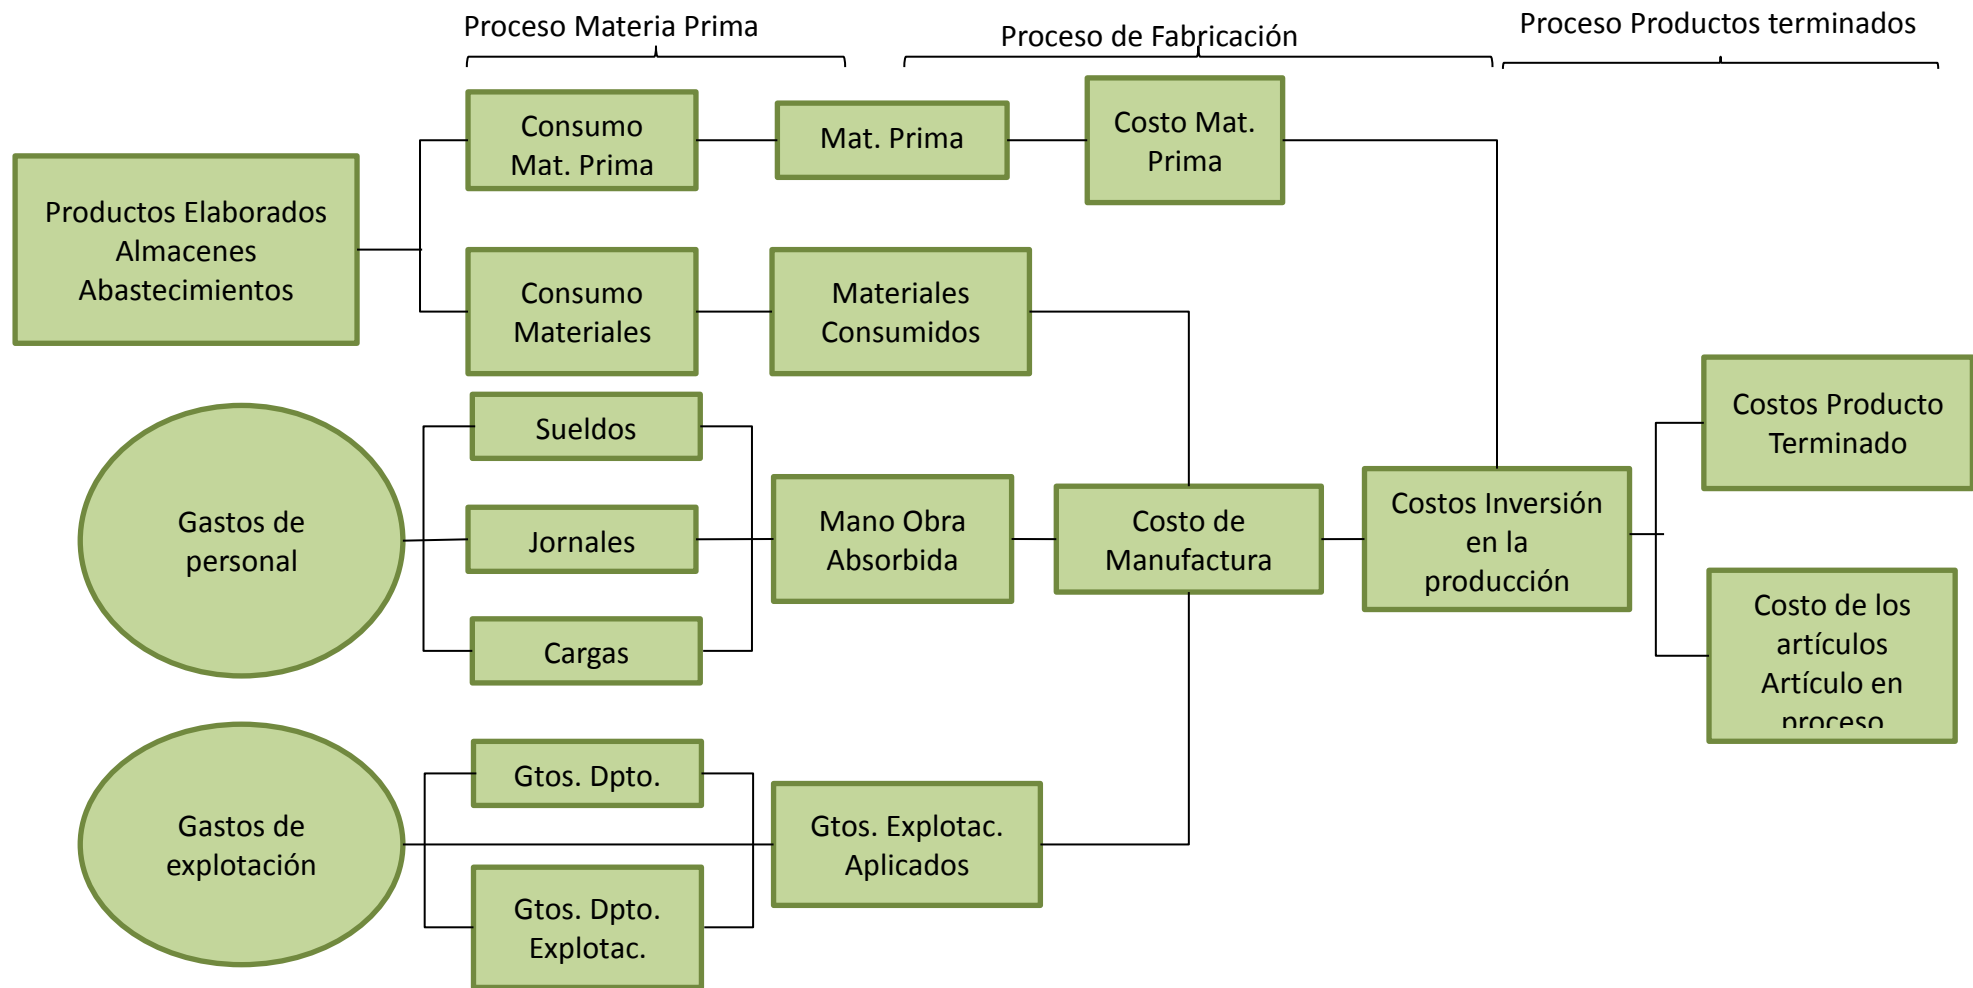 Proceso Materia Prima
Proceso de Fabricación
Proceso Productos terminados
Consumo
Mat. Prima
Mat. Prima
Costo Mat.
Prima
Productos Elaborados
Almacenes
Abastecimientos
Consumo
Materiales
Materiales
Consumidos
Gastos de
personal
Sueldos
Jornales
Cargas
Mano Obra
Absorbida
Costo de
Manufactura
Costos Inversión
en la
producción
Costos Producto
Terminado
Costo de los
artículos
Artículo en
proceso
Gastos de
explotación
Gtos. Dpto.
Gtos. Dpto.
Explotac.
Gtos. Explotac.
Aplicados